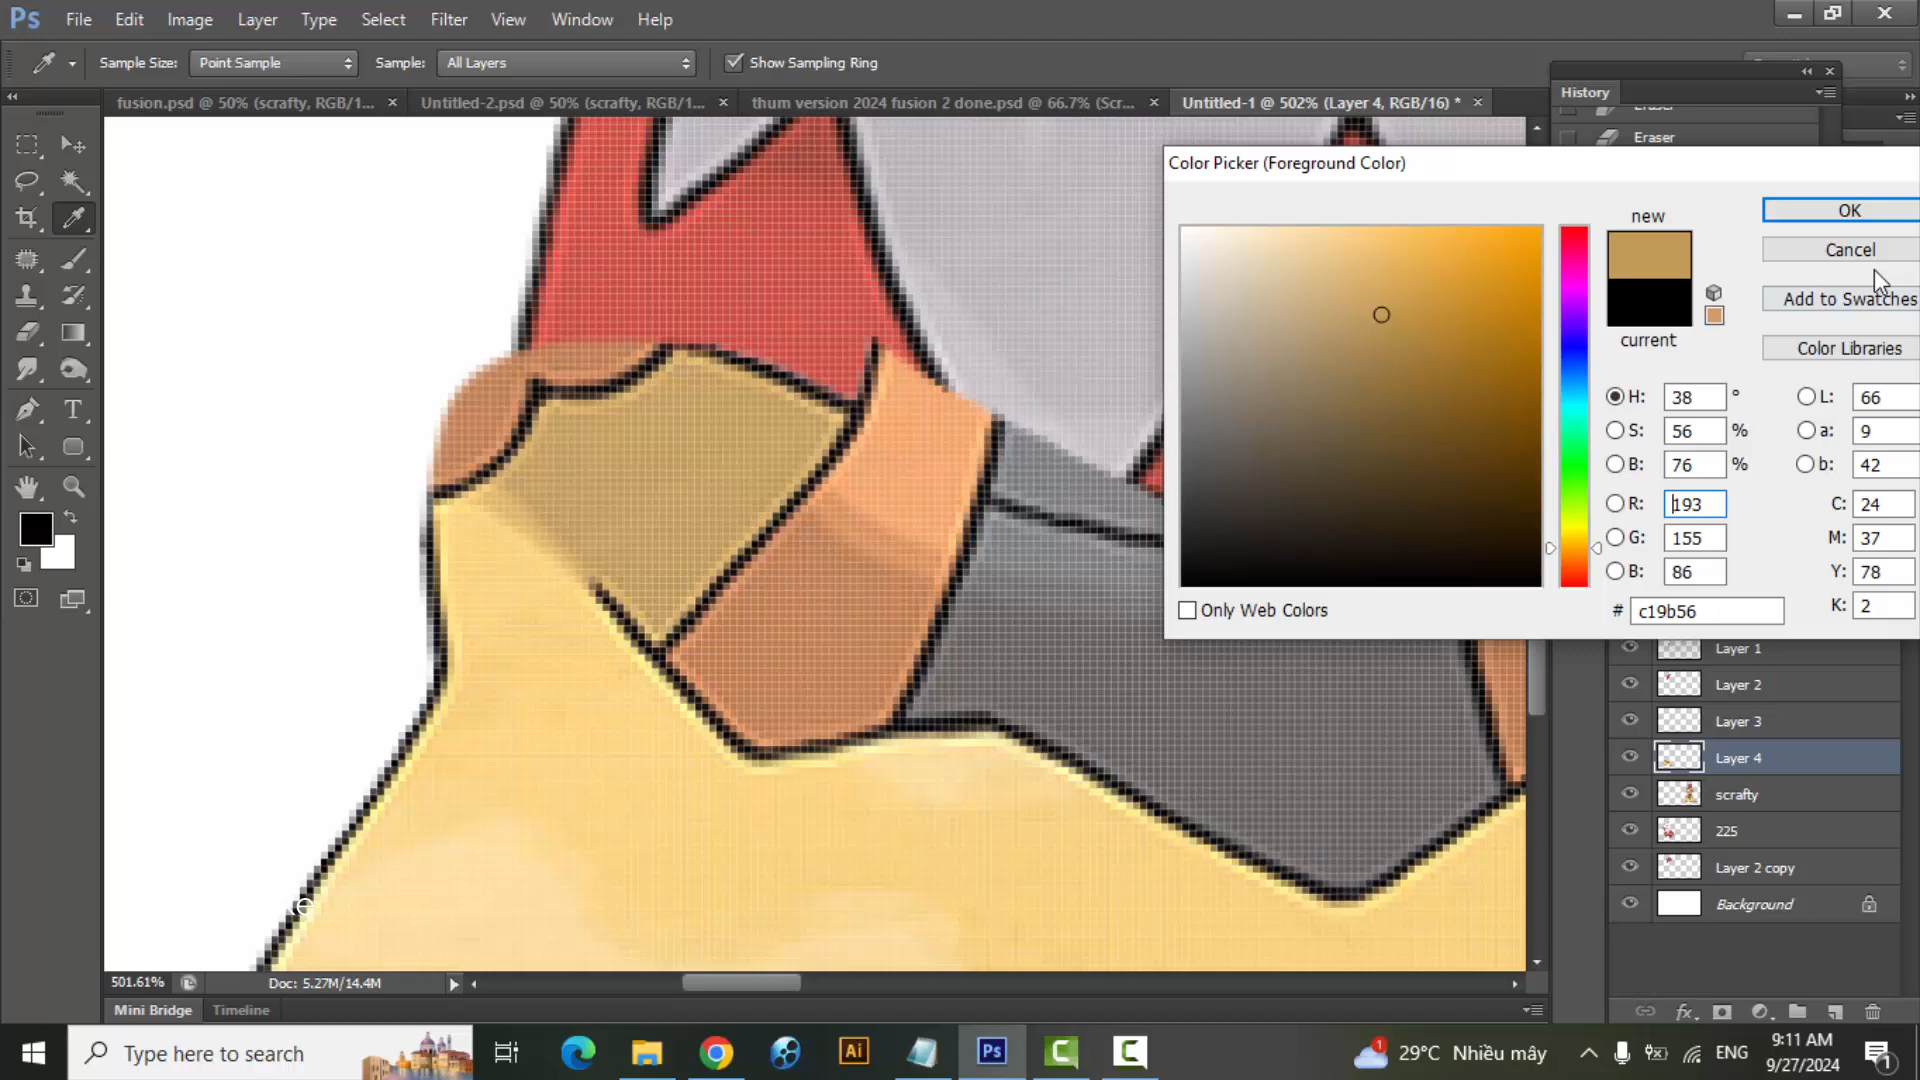 Ps File Edit Image Layer Type Select Filter View Window Help
Sample Size: Point Sample Sample: All Layers Show Sampling Ring
fusion.psd @ 50% (scrafty, RGB/1... Untitled-2.psd @ 50% (scrafty, RGB/1... thum version 2024 fusion 2 done.psd @ 66.7% (Scr... Untitled-1 @ 502% (Layer 4, RGB/16) *
History
Eraser
Eraser
Color Picker (Foreground Color)
new
current
OK
Cancel
Add to Swatches
Color Libraries
H: 38 ° L: 66
S: 56 % a: 9
B: 76 % b: 42
R: 193 C: 24
G: 155 M: 37
B: 86 Y: 78
# c19b56 K: 2
Only Web Colors
Layer 1
Layer 2
Layer 3
Layer 4
scrafty
225
Layer 2 copy
Background
501.61% Doc: 5.27M/14.4M
Mini Bridge Timeline
Type here to search
Ai Ps
1 29°C Nhiều mây ENG
9:11 AM
9/27/2024
1